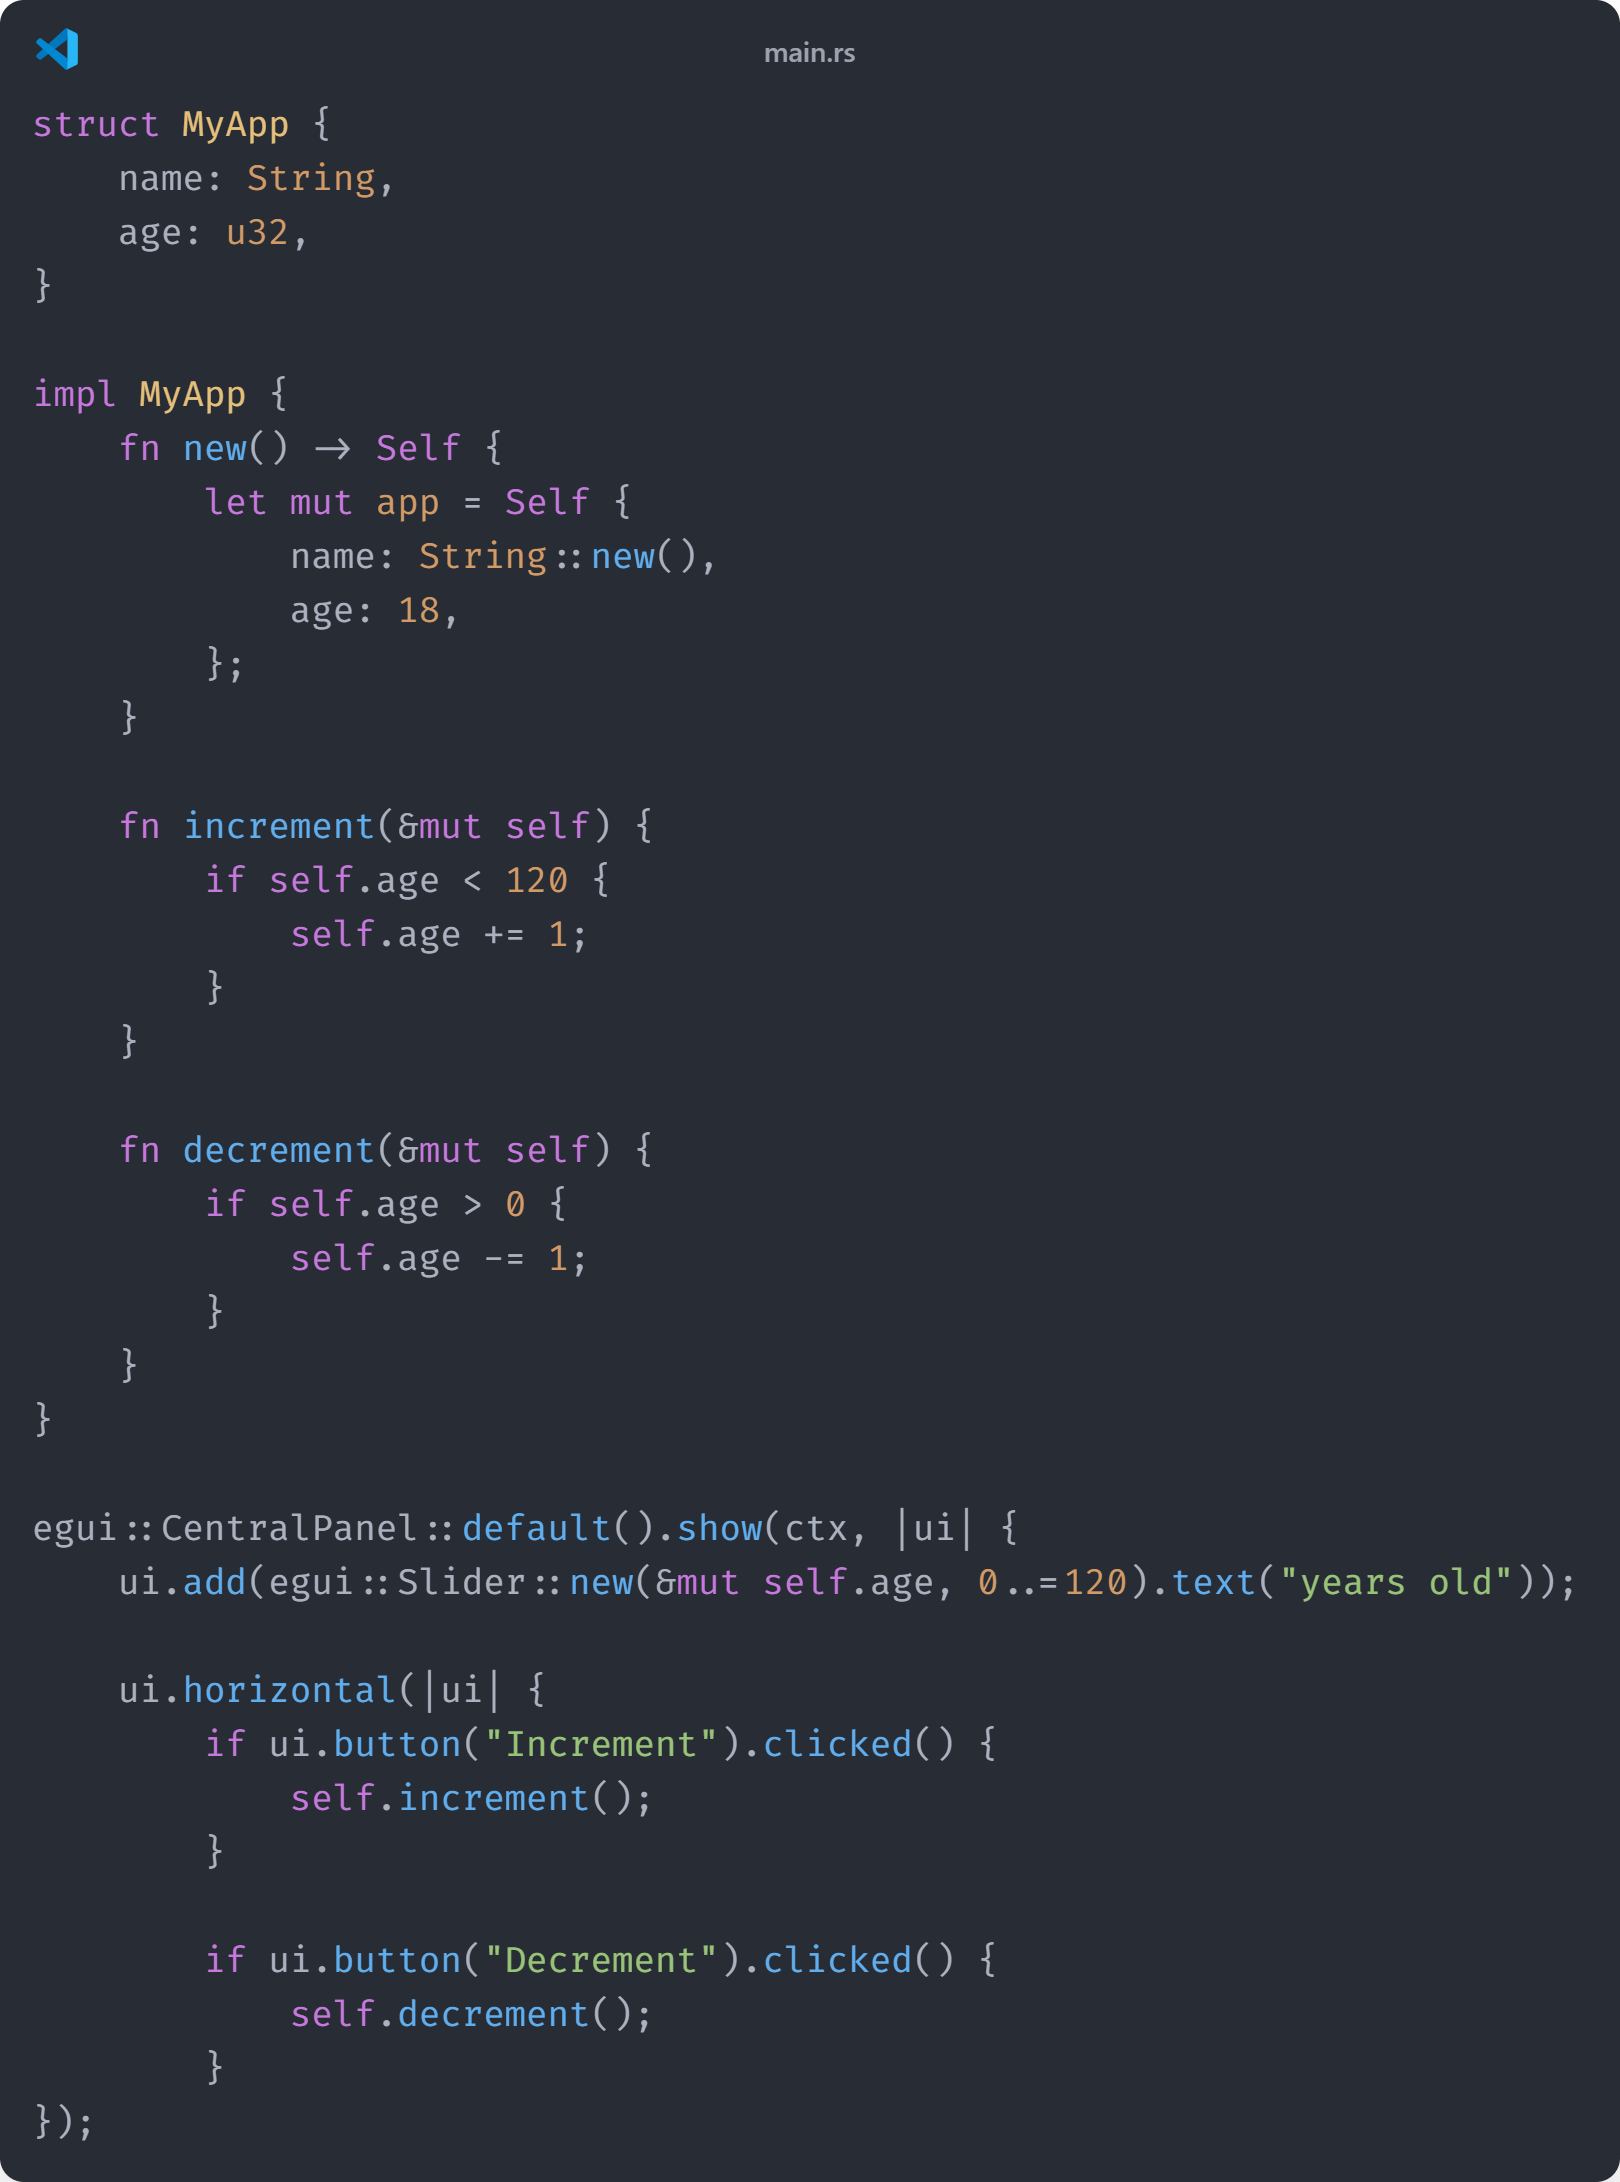 main.rs
struct MyApp {
    name: String,
    age: u32,
}

impl MyApp {
    fn new() -> Self {
        let mut app = Self {
            name: String::new(),
            age: 18,
        };
    }

    fn increment(&mut self) {
        if self.age < 120 {
            self.age += 1;
        }
    }

    fn decrement(&mut self) {
        if self.age > 0 {
            self.age -= 1;
        }
    }
}

egui::CentralPanel::default().show(ctx, |ui| {
    ui.add(egui::Slider::new(&mut self.age, 0..=120).text("years old"));

    ui.horizontal(|ui| {
        if ui.button("Increment").clicked() {
            self.increment();
        }

        if ui.button("Decrement").clicked() {
            self.decrement();
        }
});